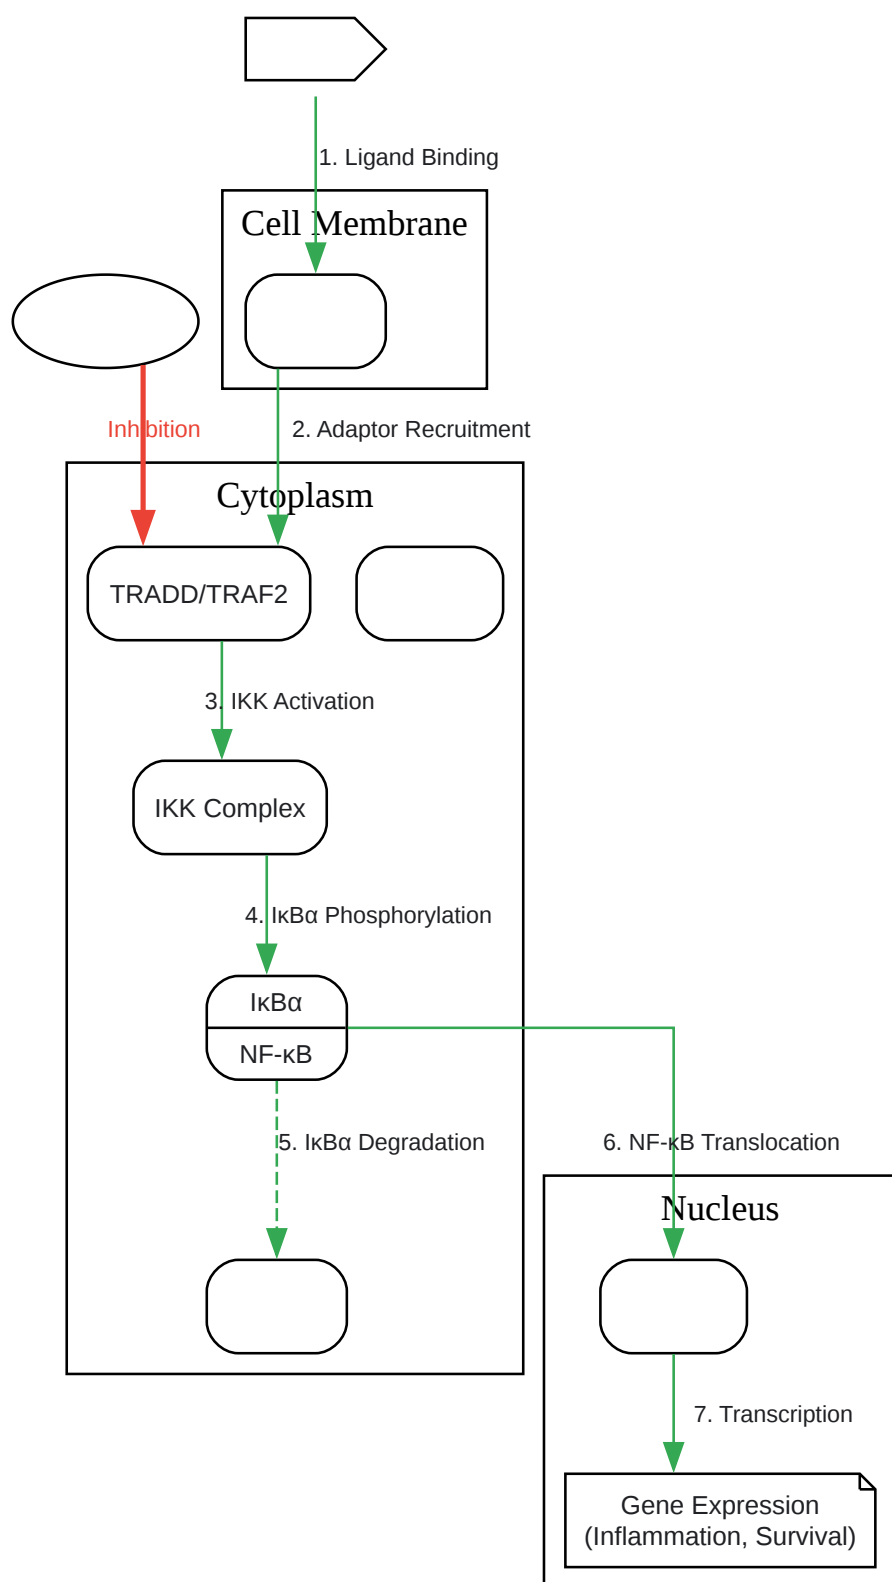 1. Ligand Binding
Cell Membrane
Inhibition
2. Adaptor Recruitment
Cytoplasm
TRADD/TRAF2
3. IKK Activation
IKK Complex
4. IκBα Phosphorylation
IκBα
NF-κB
5. IκBα Degradation
6. NF-κB Translocation
Nucleus
7. Transcription
Gene Expression
(Inflammation, Survival)